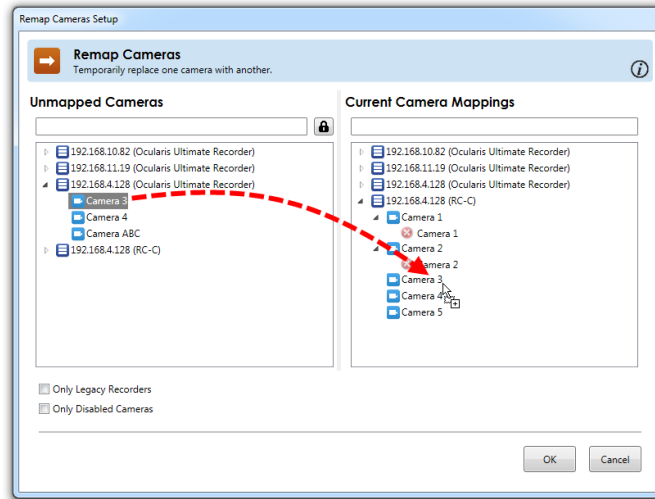 Remap Cameras Setup
Remap Cameras
Temporarily replace one camera with another.
Unmapped Cameras
192.168.10.82 (Ocularis Ultimate Recorder)
192.168.11.19 (Ocularis Ultimate Recorder)
192.168.4.128 (Ocularis Ultimate Recorder)
Camera 3
Camera 4
Camera ABC
192.168.4.128 (RC-C)
Current Camera Mappings
192.168.10.82 (Ocularis Ultimate Recorder)
192.168.11.19 (Ocularis Ultimate Recorder)
192.168.4.128 (Ocularis Ultimate Recorder)
192.168.4.128 (RC-C)
Camera 1
Camera 1
Camera 2
Camera 2
Camera 3
Camera 4
Camera 5
Only Legacy Recorders
Only Disabled Cameras
OK
Cancel